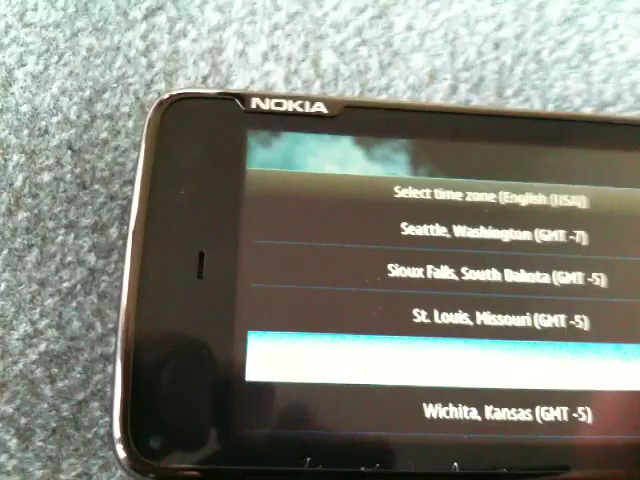 NOKIA
Select time zone (English (USA))
Seattle, Washington (GMT -7)
Sioux Falls, South Dakota (GMT -5)
St. Louis, Missouri (GMT -5)
Wichita, Kansas (GMT -5)